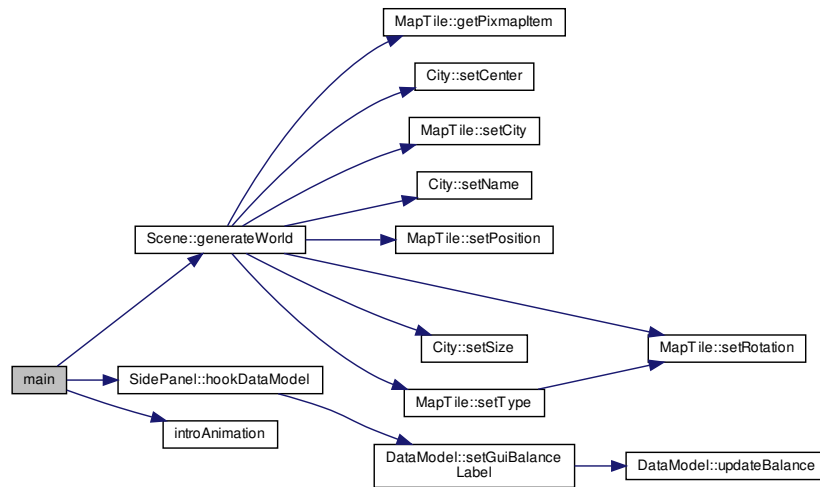 MapTile::getPixmapItem
City::setCenter
MapTile::setCity
City::setName
Scene::generateWorld
MapTile::setPosition
City::setSize
MapTile::setRotation
main
SidePanel::hookDataModel
MapTile::setType
introAnimation
DataModel::setGuiBalance
Label
DataModel::updateBalance